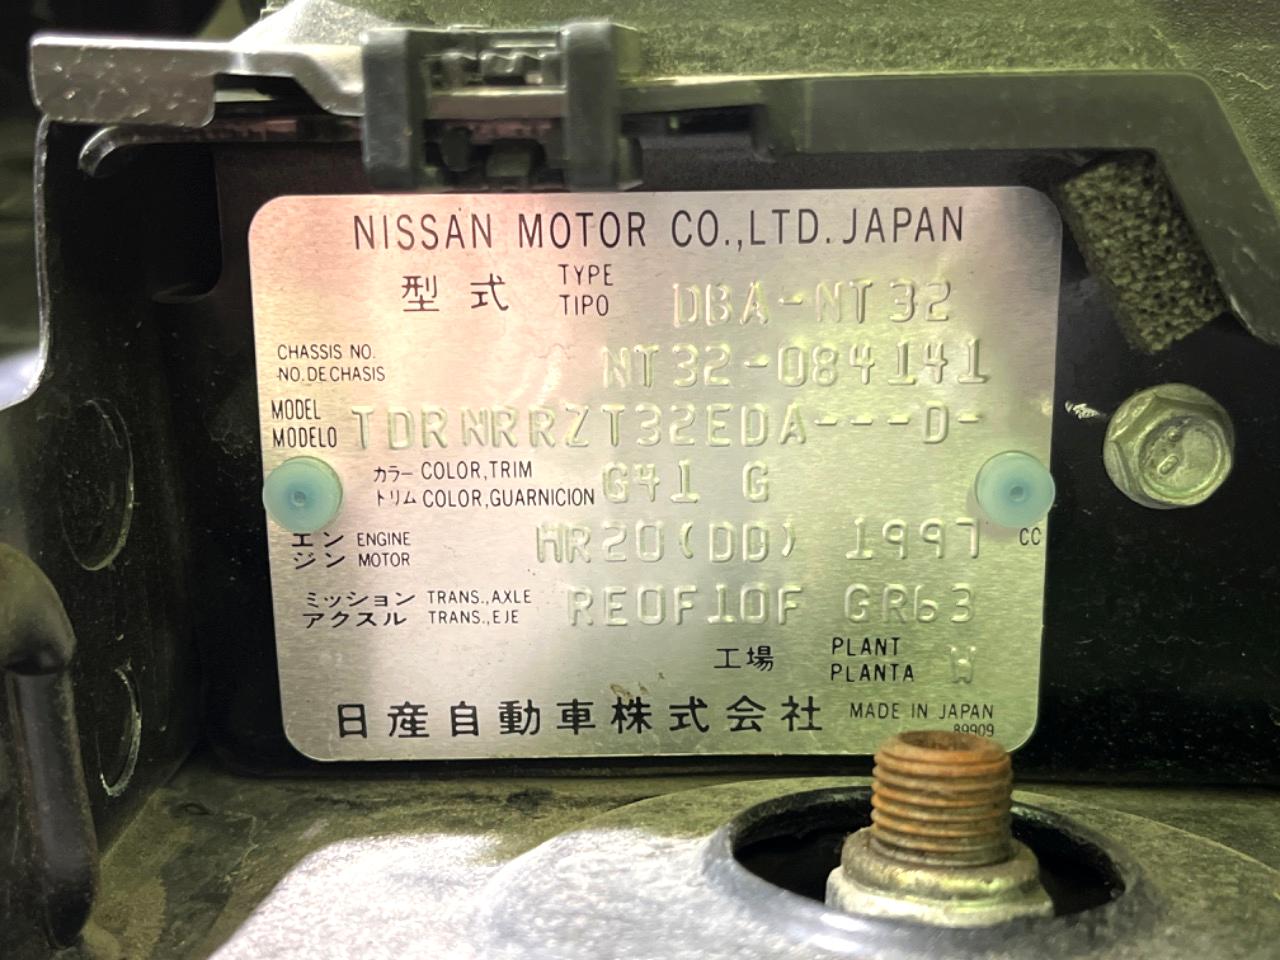 NISSAN MOTOR CO.,LTD. JAPAN
型式 TYPE TIPO DBA-NT32
CHASSIS NO. NO. DE CHASIS NT32-084141
MODEL MODELO TDRNRRZT32EDA---D-
カラー COLOR,TRIM トリム COLOR,GUARNICION G41 G
エンジン ENGINE MOTOR MR20(DD) 1997 CC
ミッション TRANS.,AXLE アクスル TRANS.,EJE RE0F10F GR63
工場 PLANT PLANTA W
日産自動車株式会社 MADE IN JAPAN
89909